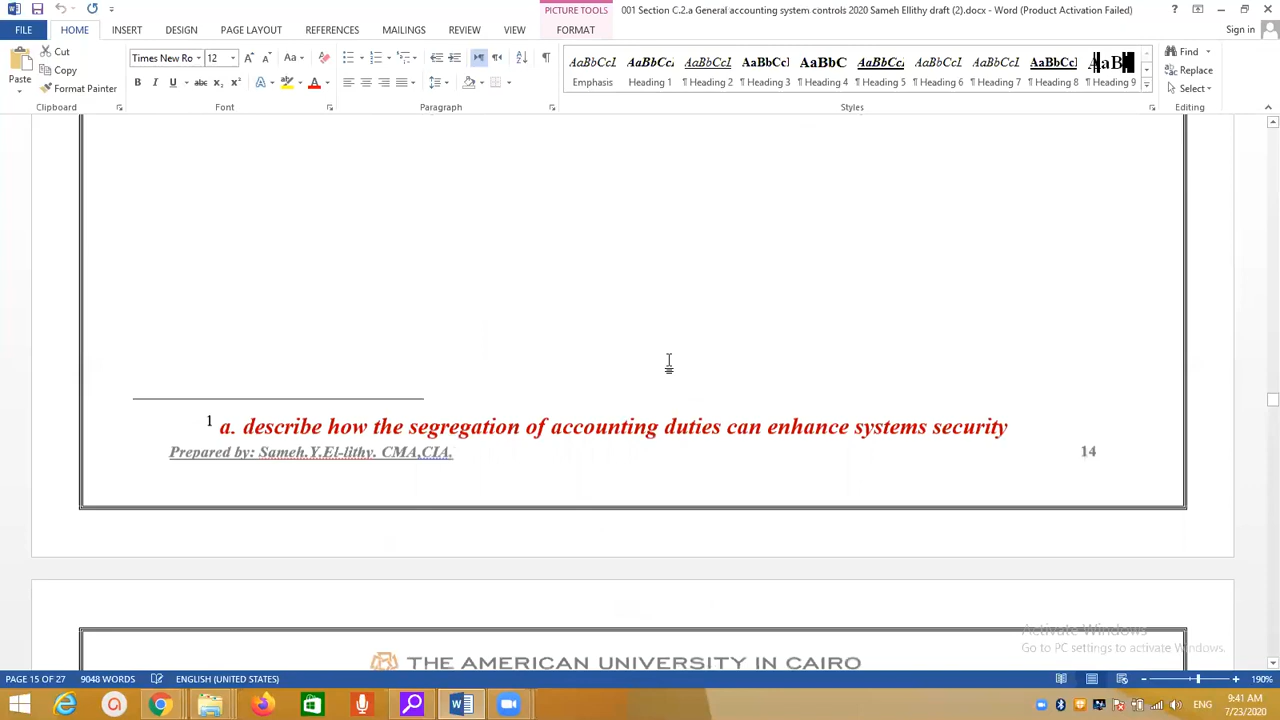 001 Section C.2.a General accounting system controls 2020 Sameh Ellithy draft (2).docx - Word (Product Activation Failed)
PICTURE TOOLS
FILE HOME INSERT DESIGN PAGE LAYOUT REFERENCES MAILINGS REVIEW VIEW FORMAT Sign in
Paste
Cut
Copy
Format Painter
Clipboard
Times New Ro 12
Font
Paragraph
AaBbCcI AaBbCcI AaBbCcI AaBbCcI AaBbC AaBbCcI AaBbCcI AaBbCcI AaBbCcI AaB
Emphasis Heading 1 ¶ Heading 2 ¶ Heading 3 ¶ Heading 4 ¶ Heading 5 ¶ Heading 6 ¶ Heading 7 ¶ Heading 8 ¶ Heading 9
Styles
Find
Replace
Select
Editing
1 a. describe how the segregation of accounting duties can enhance systems security
Prepared by: Sameh.Y.El-lithy. CMA,CIA. 14
THE AMERICAN UNIVERSITY IN CAIRO
Activate Windows
Go to PC settings to activate Windows.
PAGE 15 OF 27 9048 WORDS ENGLISH (UNITED STATES) 190%
ENG
9:41 AM
7/23/2020